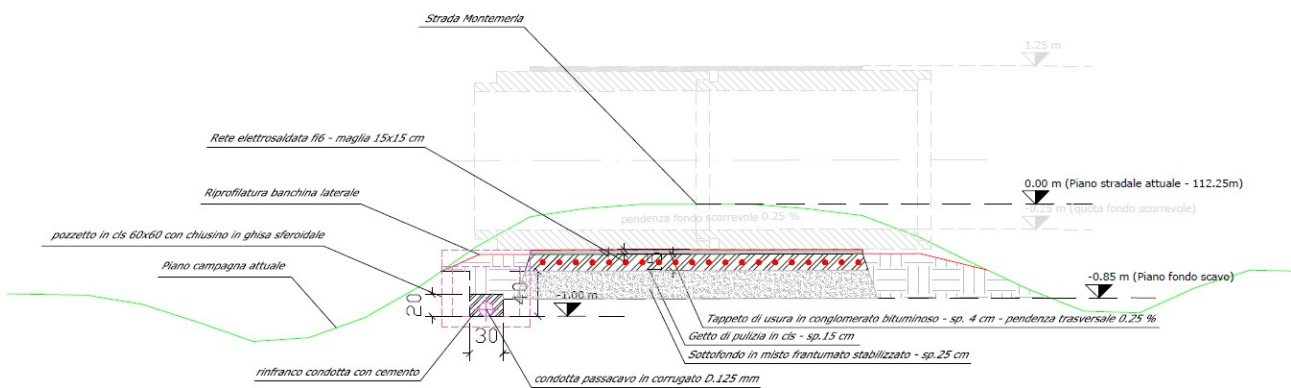 Strada Montemerla
1.25 m
Rete elettrosaldata fi6 - maglia 15x15 cm
0.00 m (Piano stradale attuale - 112.25m)
Riprofilatura banchina laterale
-0.25 m (quota fondo scorrevole)
pendenza fondo scorrevole 0.25 %
pozzetto in cls 60x60 con chiusino in ghisa sferoidale
Piano campagna attuale
15
-0.85 m (Piano fondo scavo)
40
-1.00 m
20
Tappeto di usura in conglomerato bituminoso - sp. 4 cm - pendenza trasversale 0.25 %
30
Getto di pulizia in cls - sp.15 cm
Sottofondo in misto frantumato stabilizzato - sp.25 cm
rinfranco condotta con cemento
condotta passacavo in corrugato D.125 mm